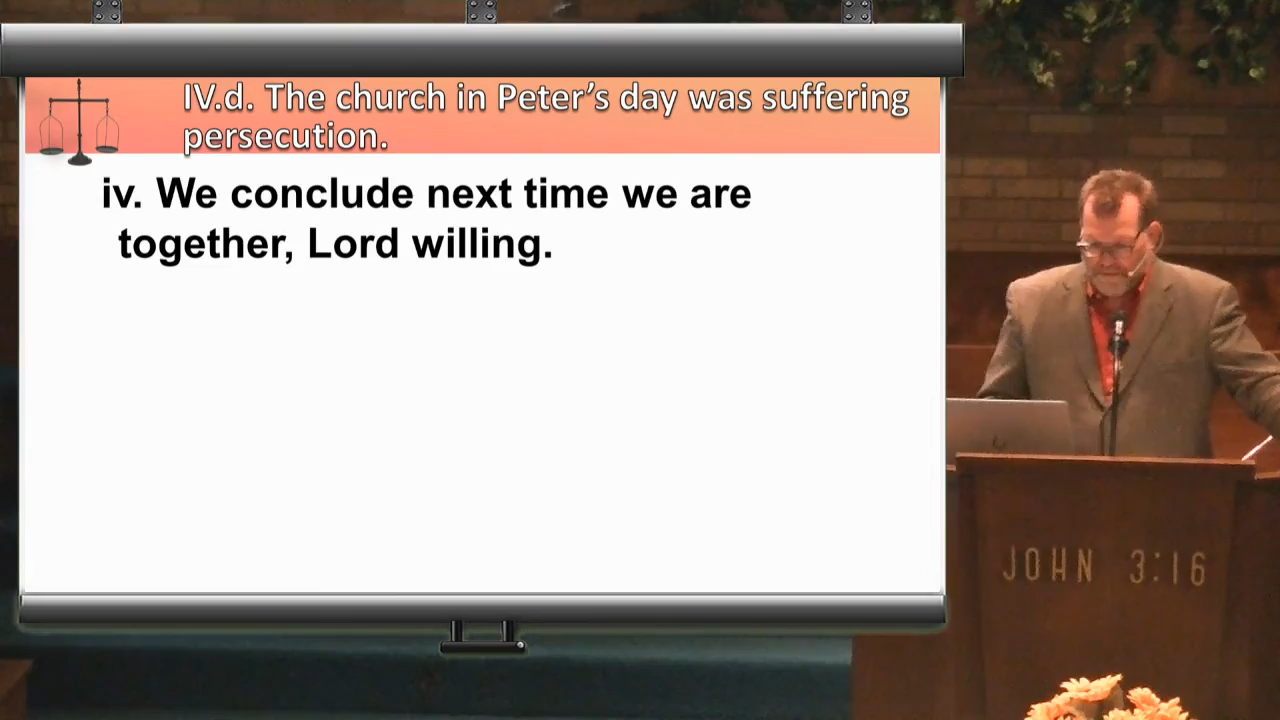 IV.d. The church in Peter's day was suffering
persecution.
iv. We conclude next time we are
together, Lord willing.
JOHN 3:16